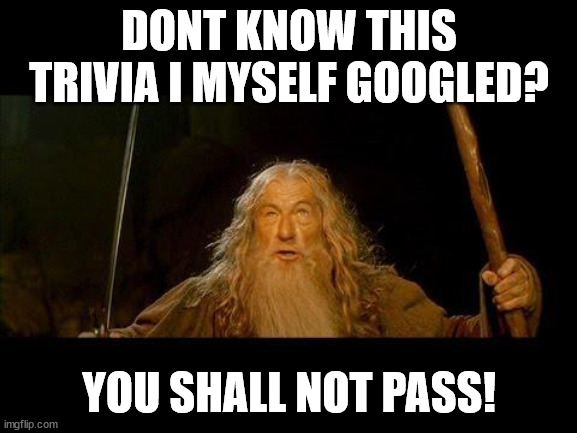 DONT KNOW THIS
TRIVIA I MYSELF GOOGLED?
YOU SHALL NOT PASS!
imgflip.com